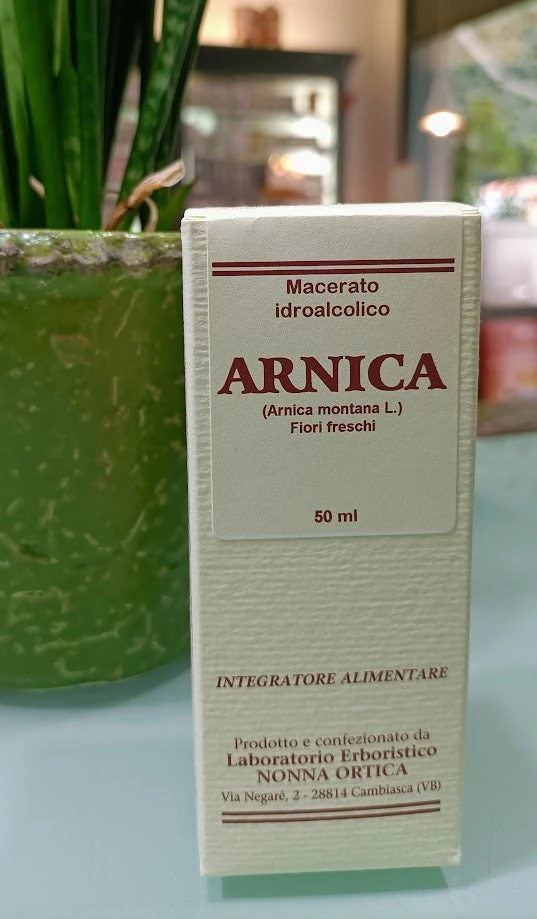 Macerato
idroalcolico
ARNICA
(Arnica montana L.)
Fiori freschi
50 ml
INTEGRATORE ALIMENTARE
Prodotto e confezionato da
Laboratorio Erboristico
NONNA ORTICA
Via Negarè, 2 - 28814 Cambiasca (VB)